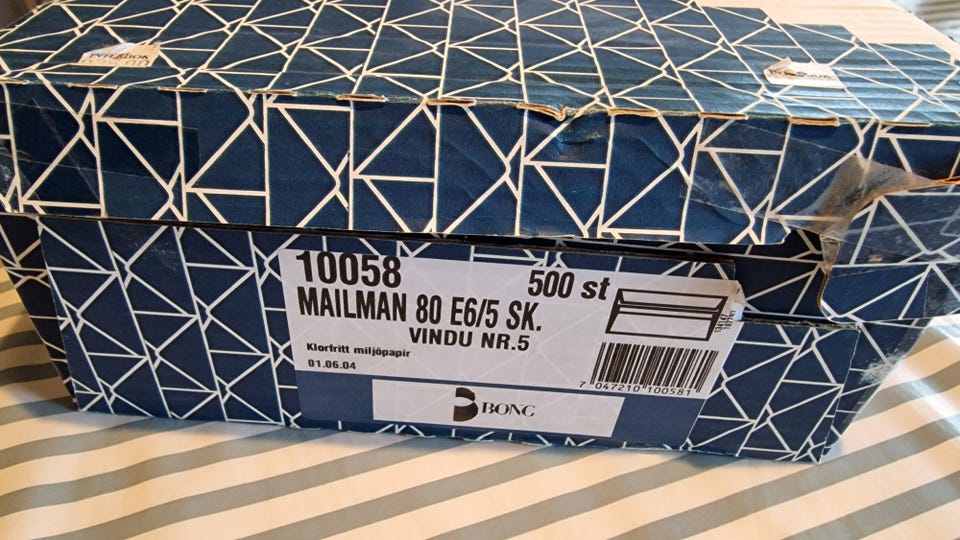 10058
500 st
MAILMAN 80 E6/5 SK.
VINDU NR.5
Klorfritt miljöpapir
01.06.04
7 047210 100581
BONG